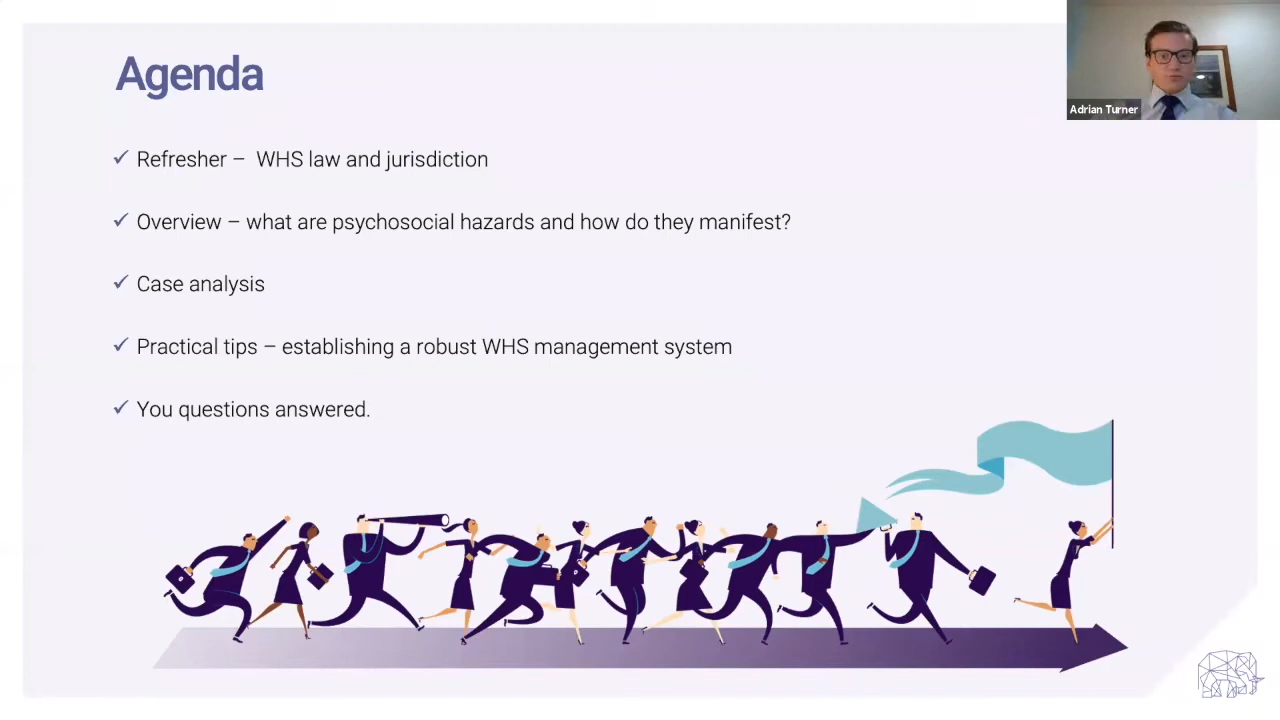 Agenda
Adrian Turner
✓ Refresher –  WHS law and jurisdiction
✓ Overview – what are psychosocial hazards and how do they manifest?
✓ Case analysis
✓ Practical tips – establishing a robust WHS management system
✓ You questions answered.